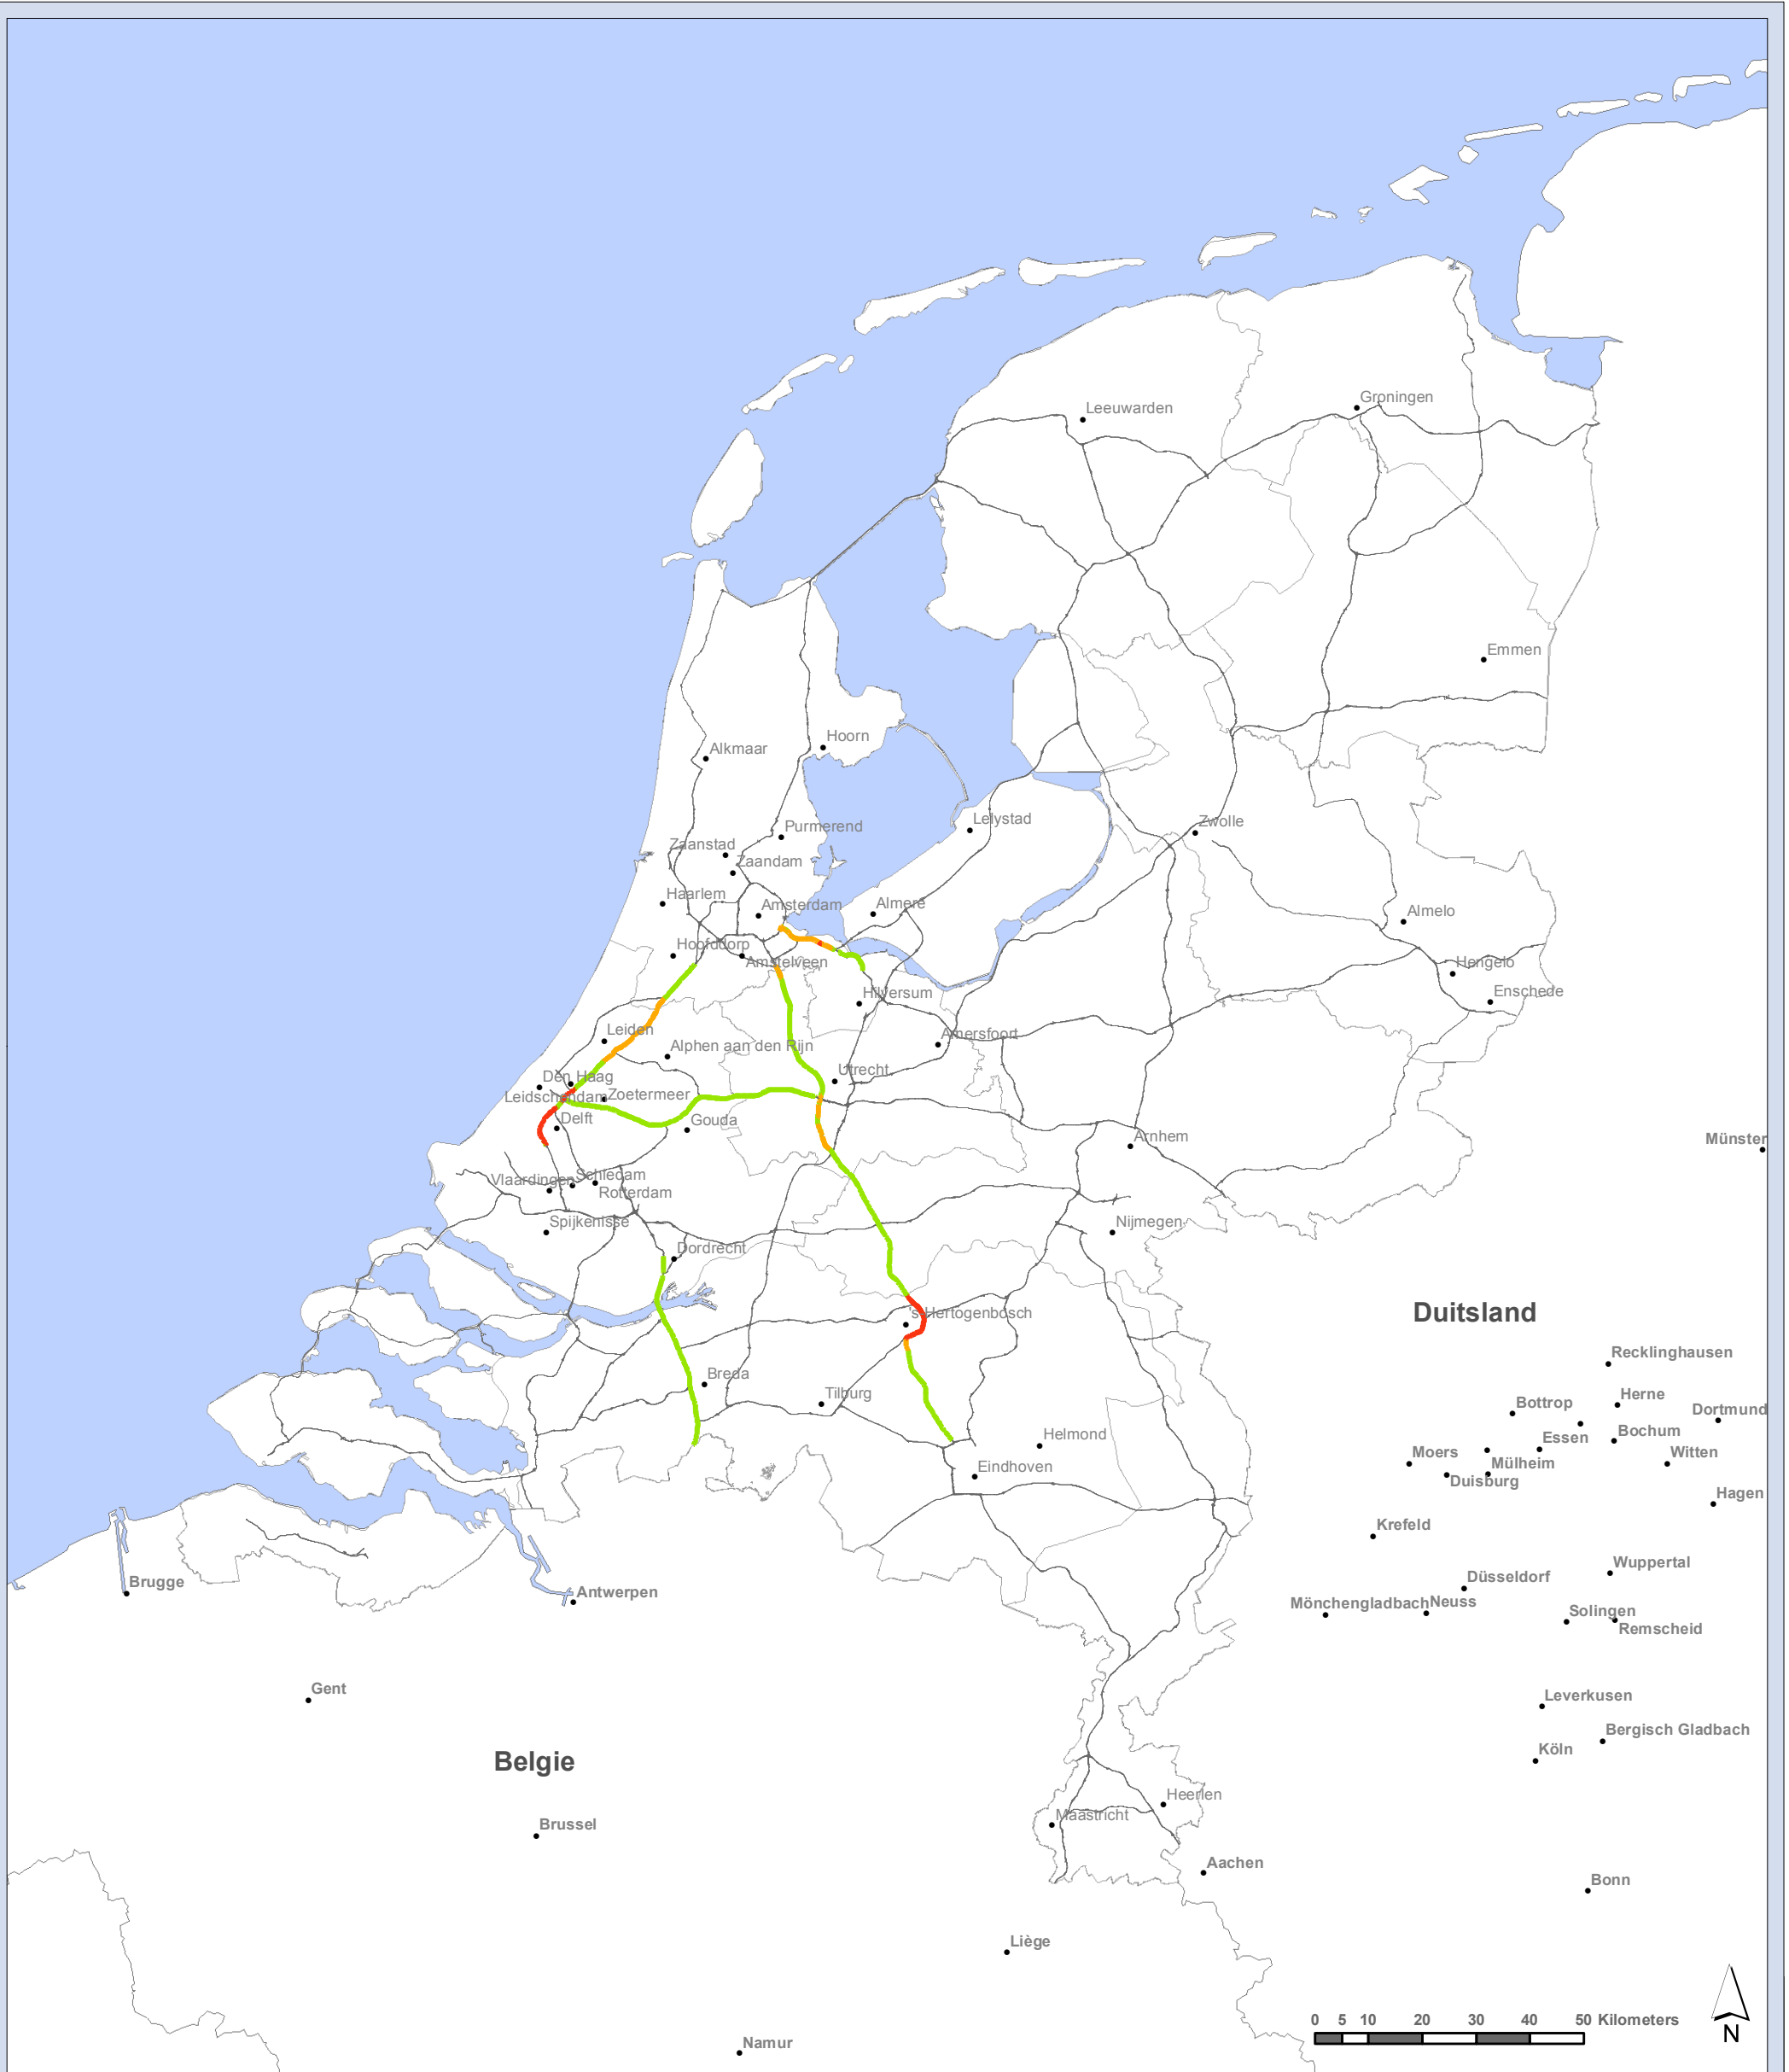 Leeuwarden
Groningen
Emmen
Hoorn
Alkmaar
Purmerend
Lelystad
Zwolle
Zaanstad
Zaandam
Haarlem
Amsterdam
Almere
Almelo
Hoofddorp
Amstelveen
Hengelo
Hilversum
Enschede
Leiden
Amersfoort
Alphen aan den Rijn
Utrecht
Den Haag
Leidschendam
Zoetermeer
Delft
Gouda
Arnhem
Münster
Schiedam
Vlaardingen
Rotterdam
Spijkenisse
Nijmegen
Dordrecht
's Hertogenbosch
Duitsland
Recklinghausen
Breda
Tilburg
Bottrop
Herne
Dortmund
Helmond
Essen
Bochum
Moers
Mülheim
Witten
Eindhoven
Duisburg
Hagen
Krefeld
Wuppertal
Düsseldorf
Brugge
Antwerpen
Mönchengladbach
Neuss
Solingen
Remscheid
Gent
Leverkusen
Bergisch Gladbach
Belgie
Köln
Heerlen
Maastricht
Brussel
Aachen
Bonn
Liège
0 5 10 20 30 40 50 Kilometers
N
Namur